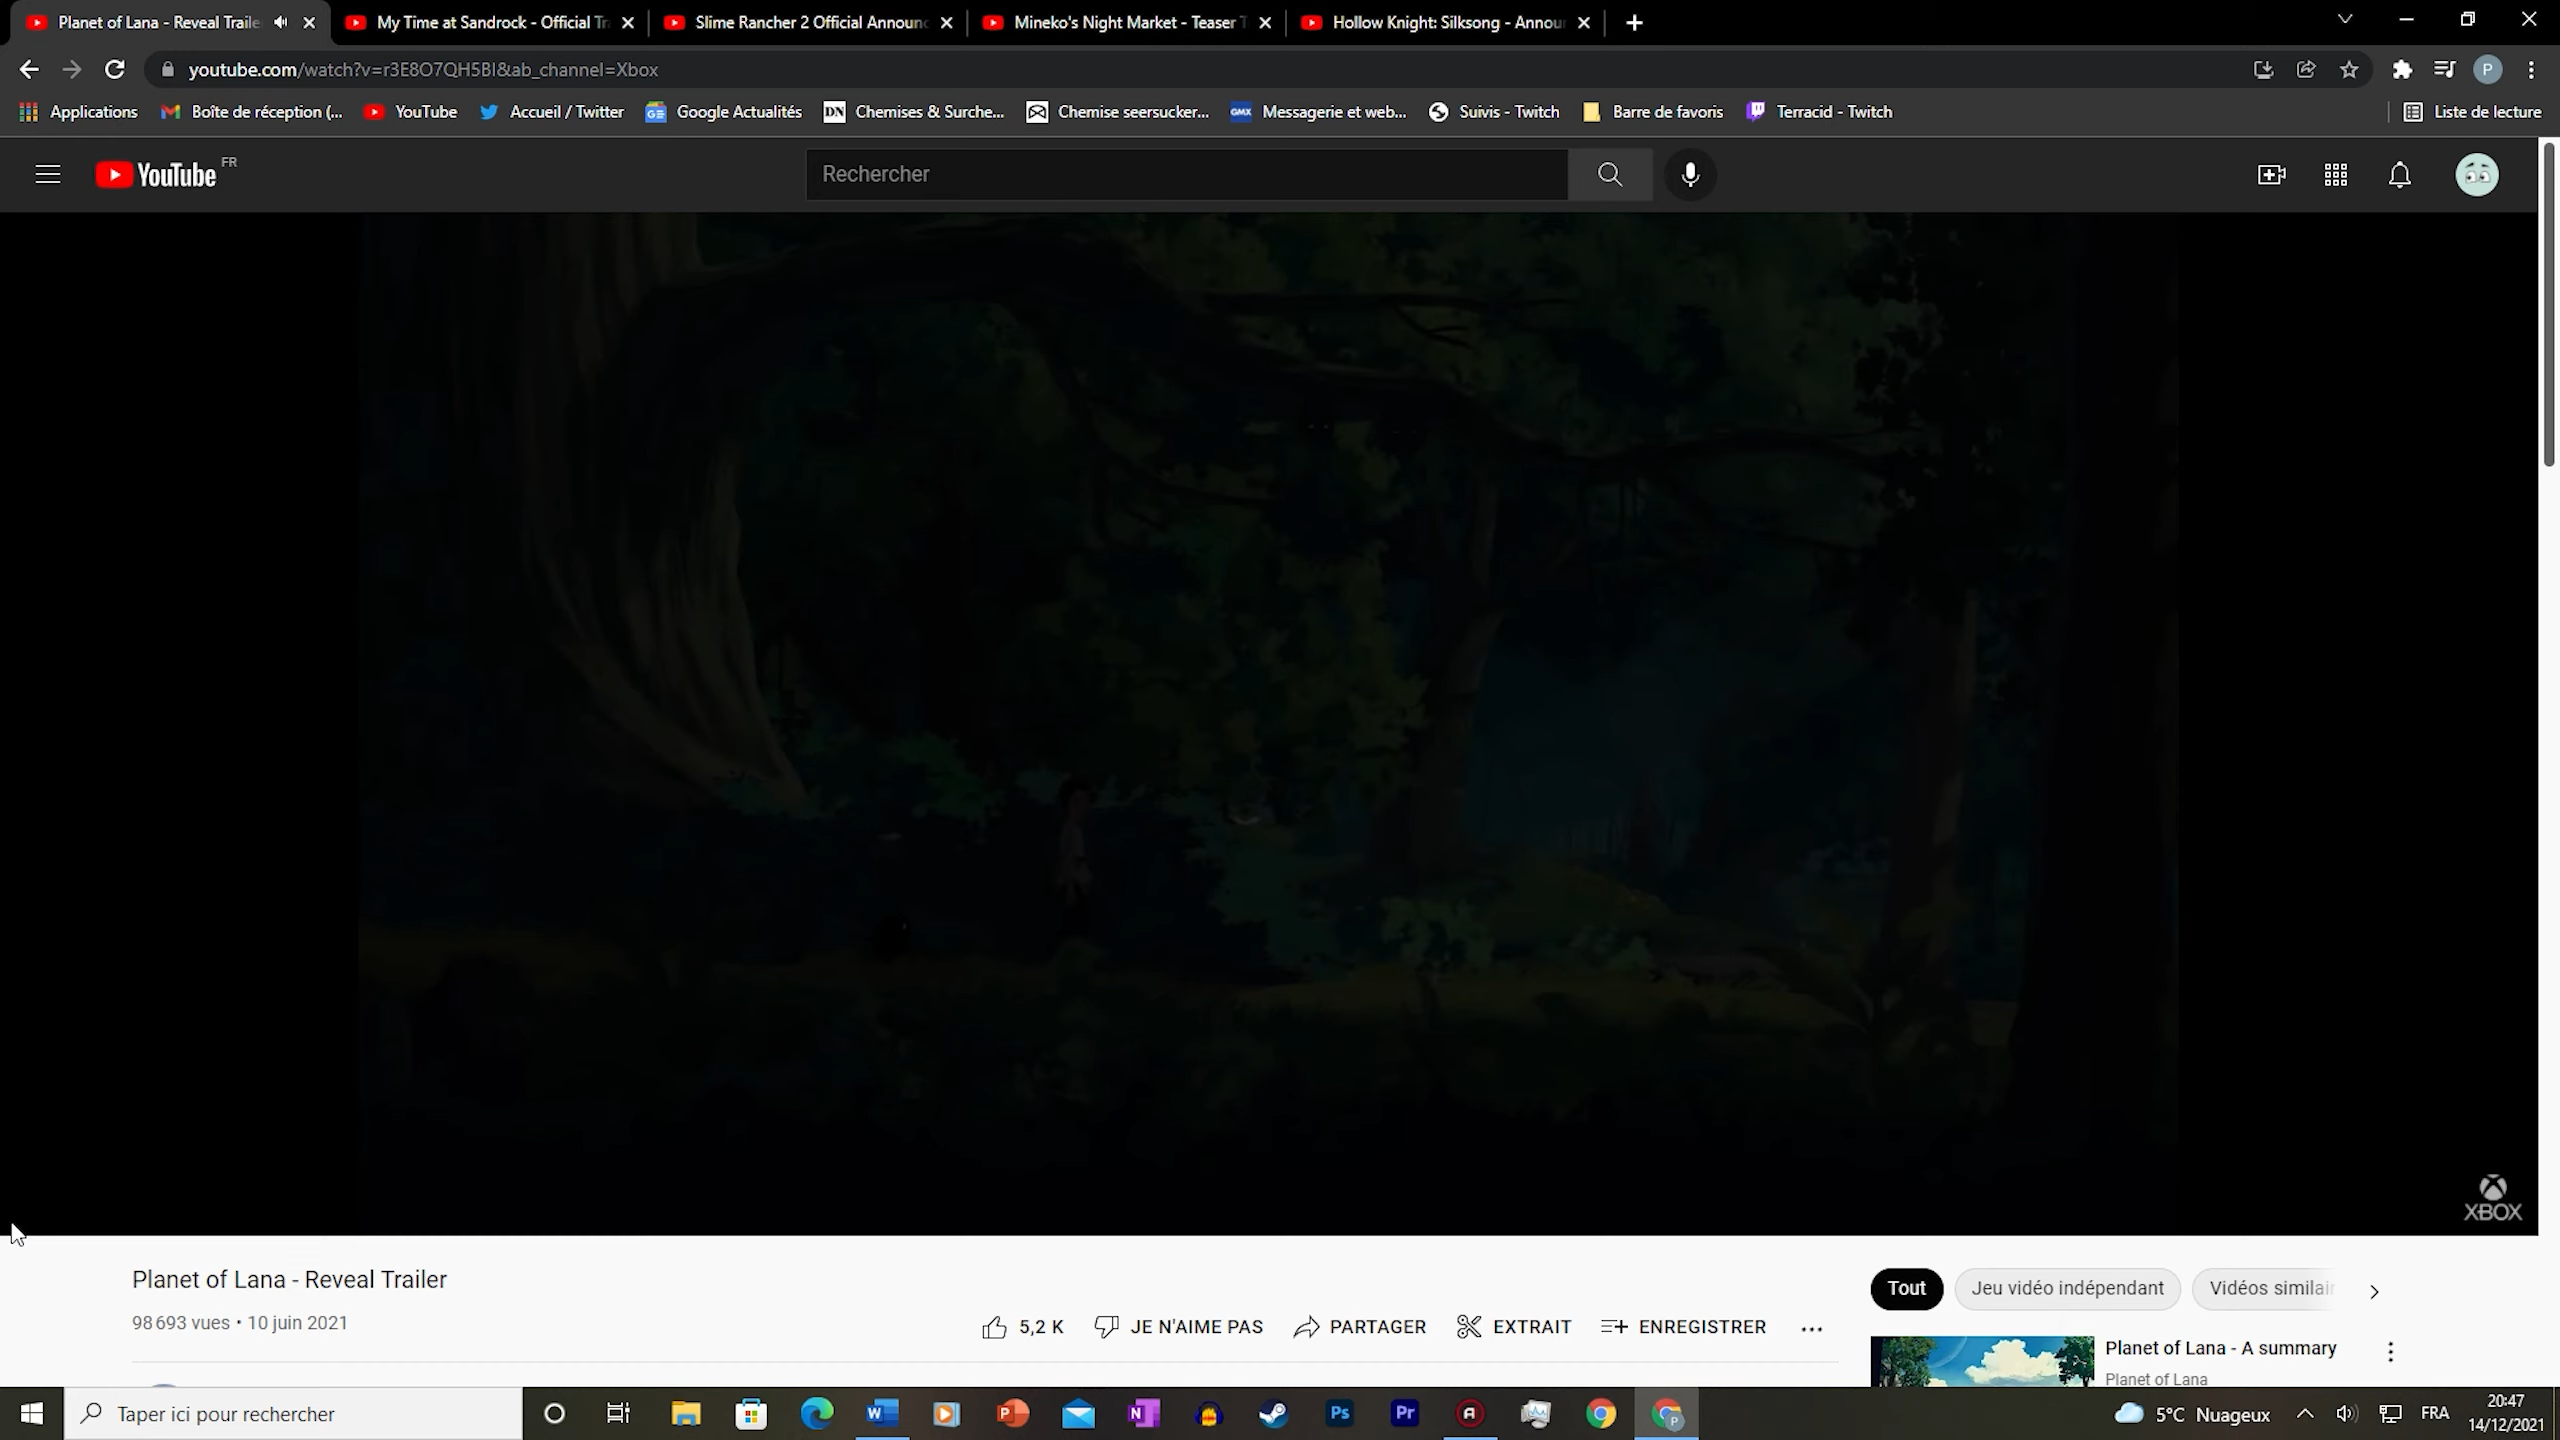 Planet of Lana - Reveal Traile
My Time at Sandrock - Official Tr
Slime Rancher 2 Official Announ
Mineko's Night Market - Teaser T
Hollow Knight: Silksong - Annou
youtube.com/watch?v=r3E8O7QH5BI&ab_channel=Xbox
P
Applications
Boîte de réception (...
YouTube
Accueil / Twitter
Google Actualités
DN Chemises & Surche...
Chemise seersucker...
GMX Messagerie et web...
Suivis - Twitch
Barre de favoris
Terracid - Twitch
Liste de lecture
YouTube FR
Rechercher
XBOX
Planet of Lana - Reveal Trailer
98 693 vues • 10 juin 2021
5,2 K
JE N'AIME PAS
PARTAGER
EXTRAIT
ENREGISTRER
Tout
Jeu vidéo indépendant
Vidéos similair
Planet of Lana - A summary
Planet of Lana
Taper ici pour rechercher
5°C Nuageux
FRA
20:47
14/12/2021